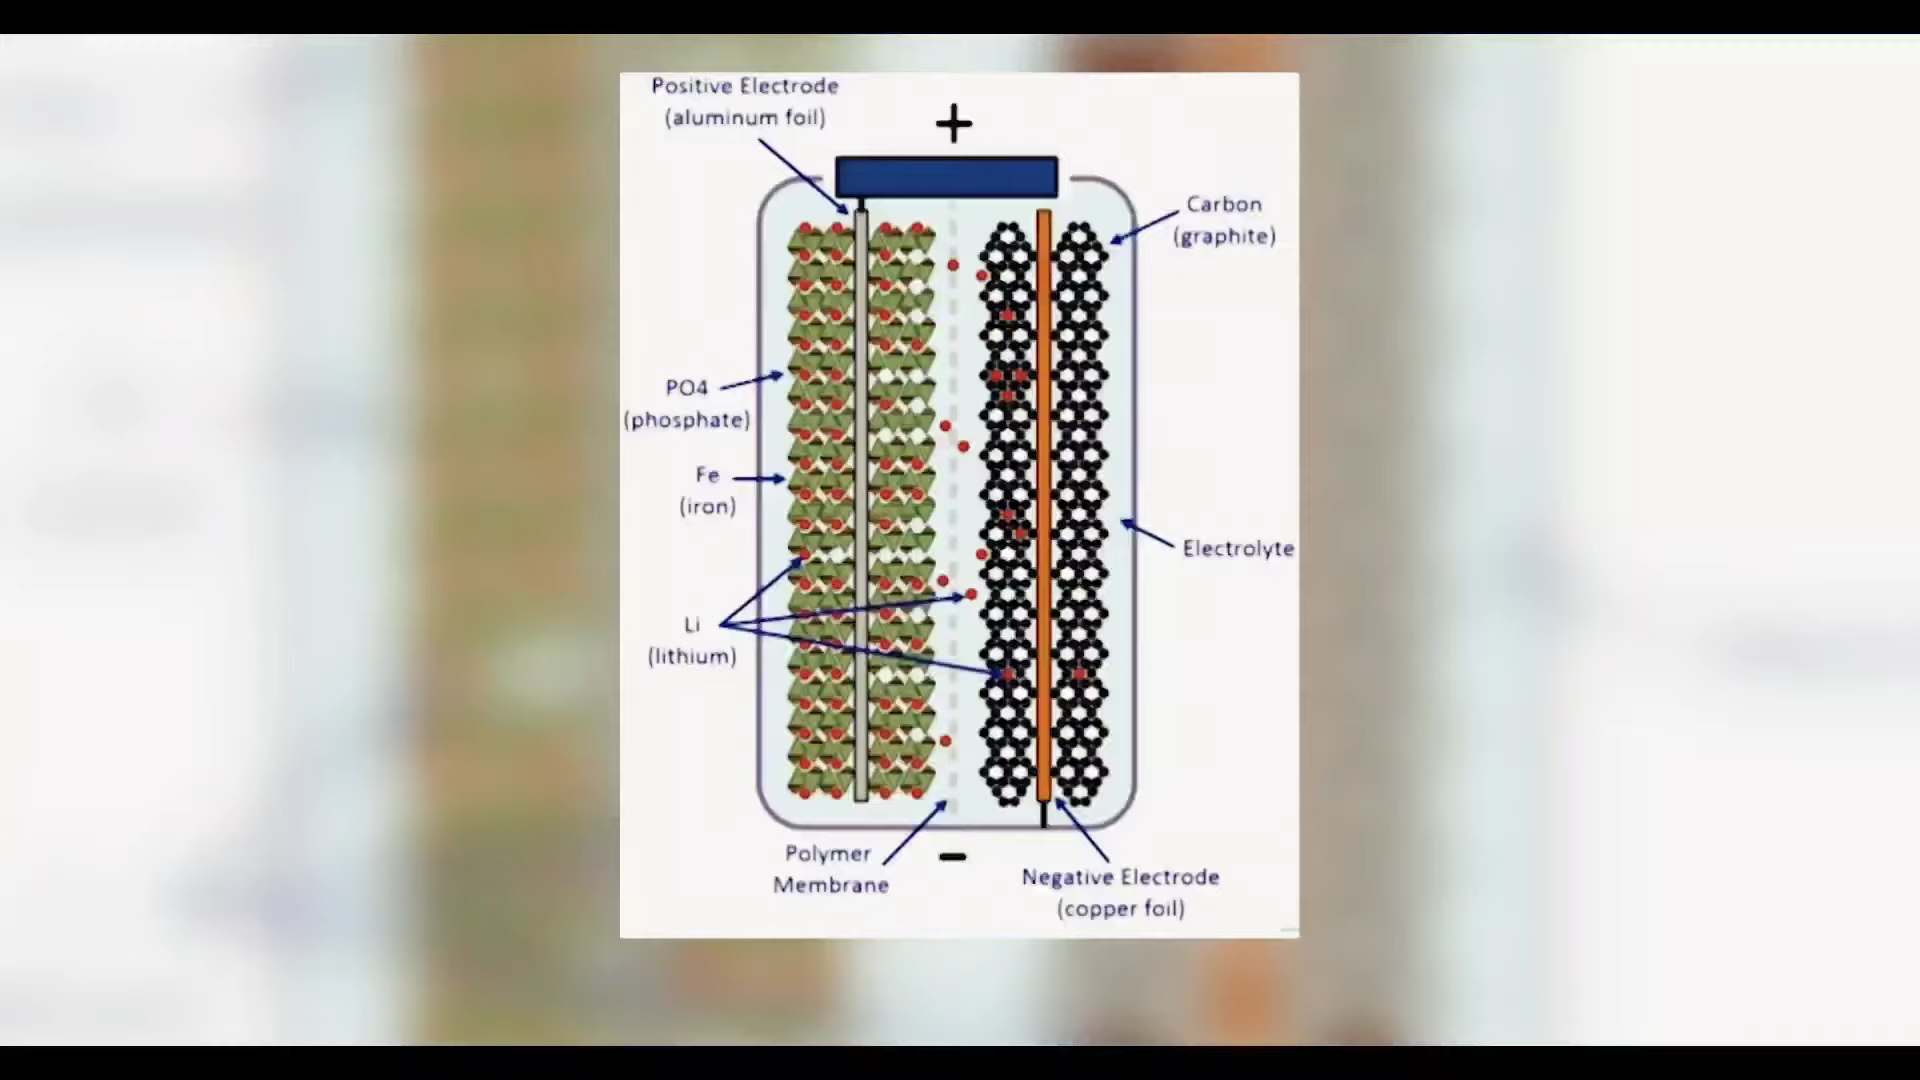 Positive Electrode
(aluminum foil)
+
Carbon
(graphite)
PO4
(phosphate)
Fe
(iron)
Electrolyte
Li
(lithium)
Polymer
Membrane
−
Negative Electrode
(copper foil)